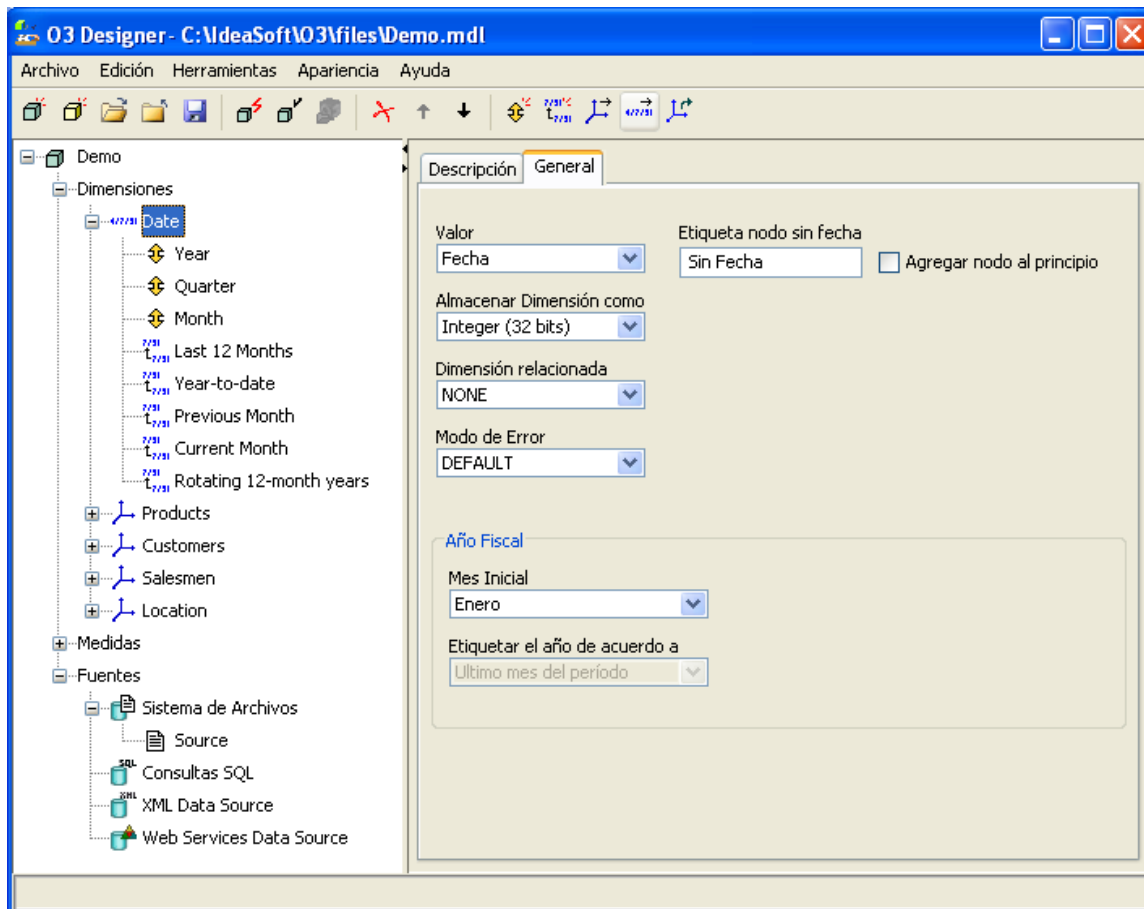 O3 Designer- C:\IdeaSoft\O3\files\Demo.mdl
Archivo Edición Herramientas Apariencia Ayuda
Demo
Dimensiones
Date
Year
Quarter
Month
Last 12 Months
Year-to-date
Previous Month
Current Month
Rotating 12-month years
Products
Customers
Salesmen
Location
Medidas
Fuentes
Sistema de Archivos
Source
SQL
Consultas SQL
XML
XML Data Source
Web Services Data Source
Descripción General
Valor Etiqueta nodo sin fecha
Fecha Sin Fecha Agregar nodo al principio
Almacenar Dimensión como
Integer (32 bits)
Dimensión relacionada
NONE
Modo de Error
DEFAULT
Año Fiscal
Mes Inicial
Enero
Etiquetar el año de acuerdo a
Ultimo mes del período